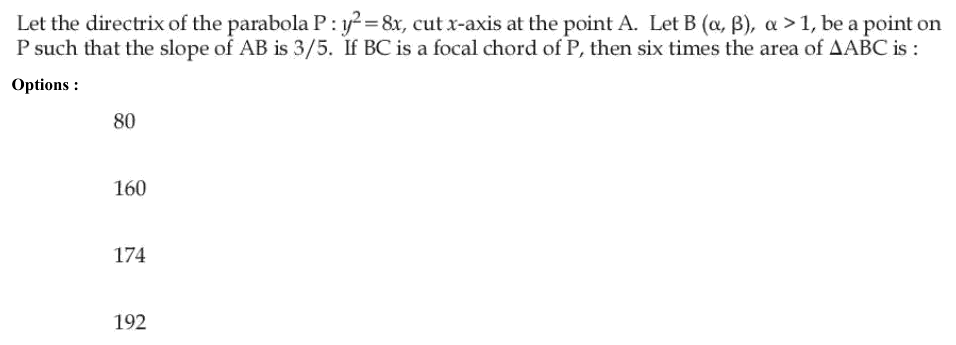 Let the directrix of the parabola P : y² = 8x, cut x-axis at the point A. Let B (α, β), α > 1, be a point on
P such that the slope of AB is 3/5. If BC is a focal chord of P, then six times the area of ΔABC is :
Options :
80
160
174
192